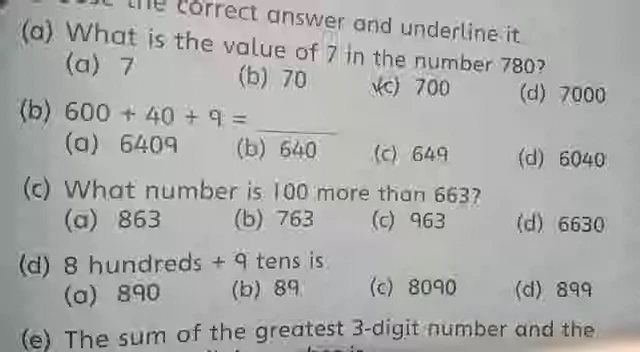 the correct answer and underline it.
(a) What is the value of 7 in the number 780?
(a) 7 (b) 70 (c) 700 (d) 7000
(b) 600 + 40 + 9 = ____
(a) 6409 (b) 640 (c) 649 (d) 6040
(c) What number is 100 more than 663?
(a) 863 (b) 763 (c) 963 (d) 6630
(d) 8 hundreds + 9 tens is
(a) 890 (b) 89 (c) 8090 (d) 899
(e) The sum of the greatest 3-digit number and the